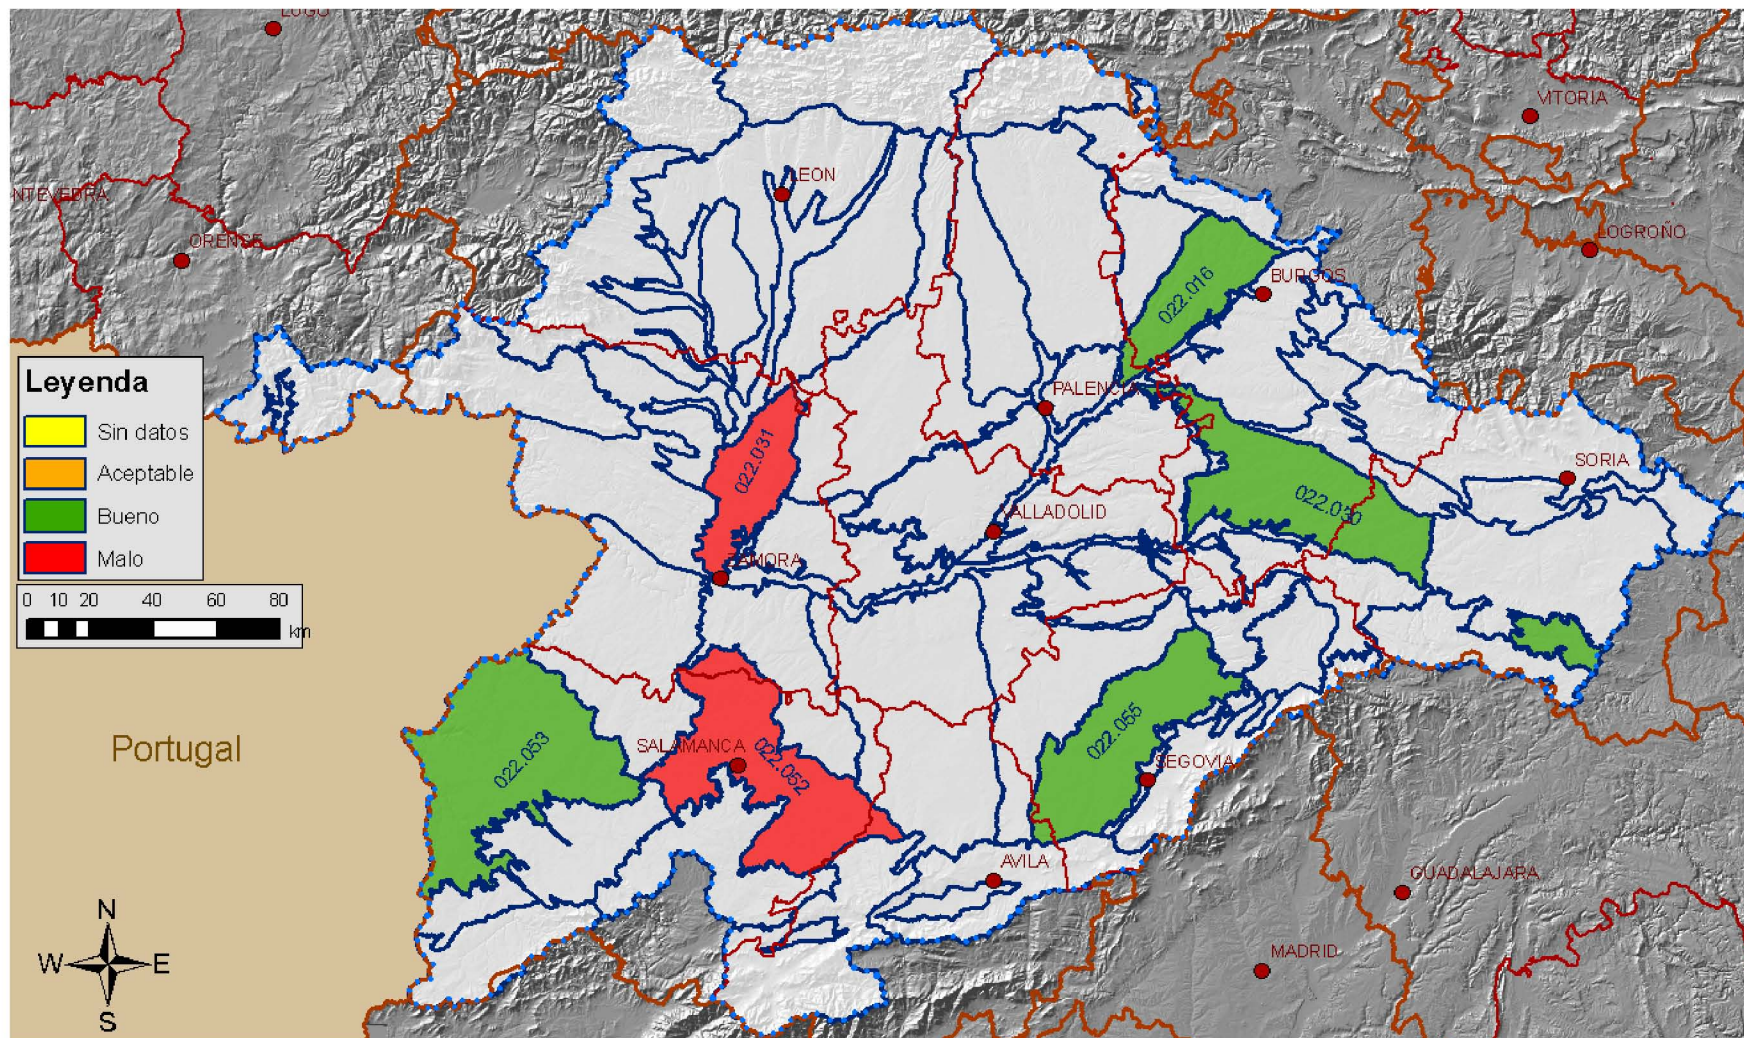 LUGO
VITORIA
LEON
NTEVEDRA
ORENSE
LOGROÑO
022.016
BURGOS
Leyenda
Sin datos
Aceptable
Bueno
Malo
0 10 20 40 60 80
km
PALENCIA
022.031
SORIA
022.030
VALLADOLID
ZAMORA
Portugal
022.053
SALAMANCA
022.052
022.055
SEGOVIA
AVILA
GUADALAJARA
MADRID
N
W E
S